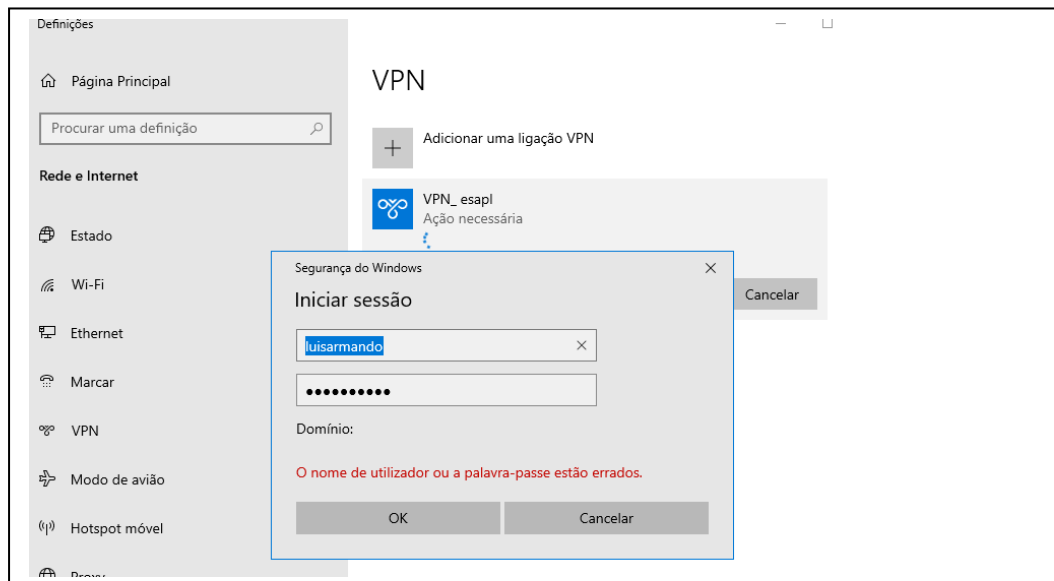 Definições
Página Principal
Procurar uma definição
Rede e Internet
Estado
Wi-Fi
Ethernet
Marcar
VPN
Modo de avião
Hotspot móvel
Proxy
VPN
Adicionar uma ligação VPN
VPN_ esapl
Ação necessária
Cancelar
Segurança do Windows
Iniciar sessão
luisarmando
••••••••••
Domínio:
O nome de utilizador ou a palavra-passe estão errados.
OK Cancelar